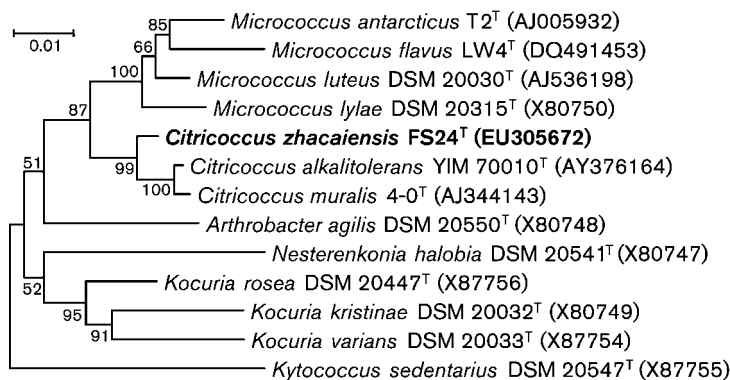 85 Micrococcus antarcticus T2ᵀ (AJ005932)
0.01
66 Micrococcus flavus LW4ᵀ (DQ491453)
100 Micrococcus luteus DSM 20030ᵀ (AJ536198)
87 Micrococcus lylae DSM 20315ᵀ (X80750)
Citricoccus zhacaiensis FS24ᵀ (EU305672)
51 99 Citricoccus alkalitolerans YIM 70010ᵀ (AY376164)
100 Citricoccus muralis 4-0ᵀ (AJ344143)
Arthrobacter agilis DSM 20550ᵀ (X80748)
Nesterenkonia halobia DSM 20541ᵀ (X80747)
52 Kocuria rosea DSM 20447ᵀ (X87756)
95 Kocuria kristinae DSM 20032ᵀ (X80749)
91 Kocuria varians DSM 20033ᵀ (X87754)
Kytococcus sedentarius DSM 20547ᵀ (X87755)